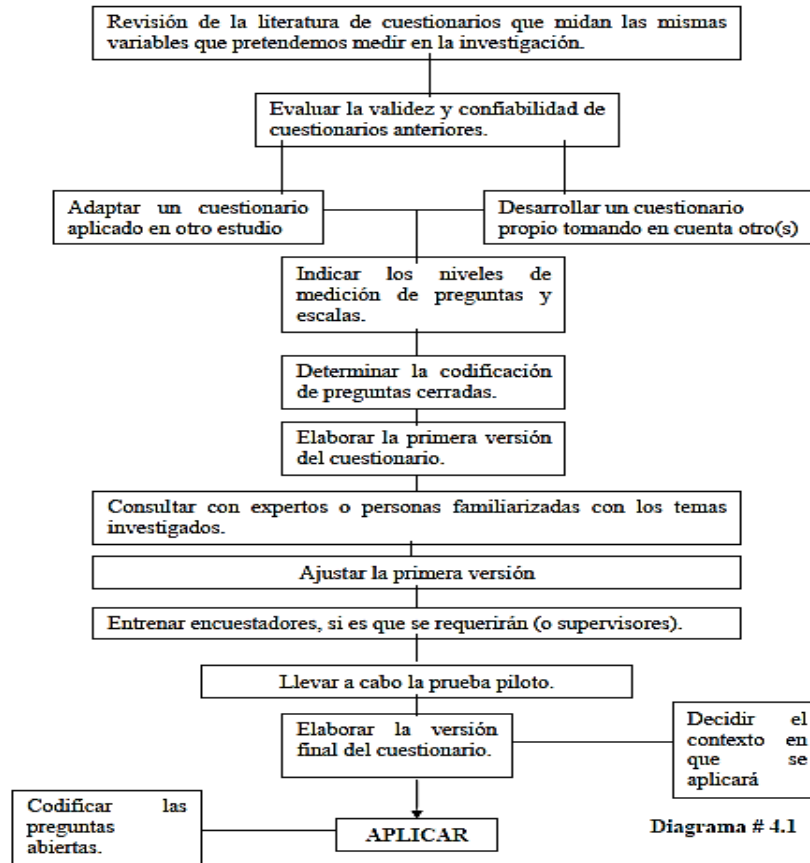 Revisión de la literatura de cuestionarios que midan las mismas
variables que pretendemos medir en la investigación.
Evaluar la validez y confiabilidad de
cuestionarios anteriores.
Adaptar un cuestionario
aplicado en otro estudio
Desarrollar un cuestionario
propio tomando en cuenta otro(s)
Indicar los niveles de
medición de preguntas y
escalas.
Determinar la codificación
de preguntas cerradas.
Elaborar la primera versión
del cuestionario.
Consultar con expertos o personas familiarizadas con los temas
investigados.
Ajustar la primera versión
Entrenar encuestadores, si es que se requerirán (o supervisores).
Llevar a cabo la prueba piloto.
Elaborar la versión
final del cuestionario.
Decidir el
contexto en
que se
aplicará
Codificar las
preguntas
abiertas.
APLICAR
Diagrama # 4.1